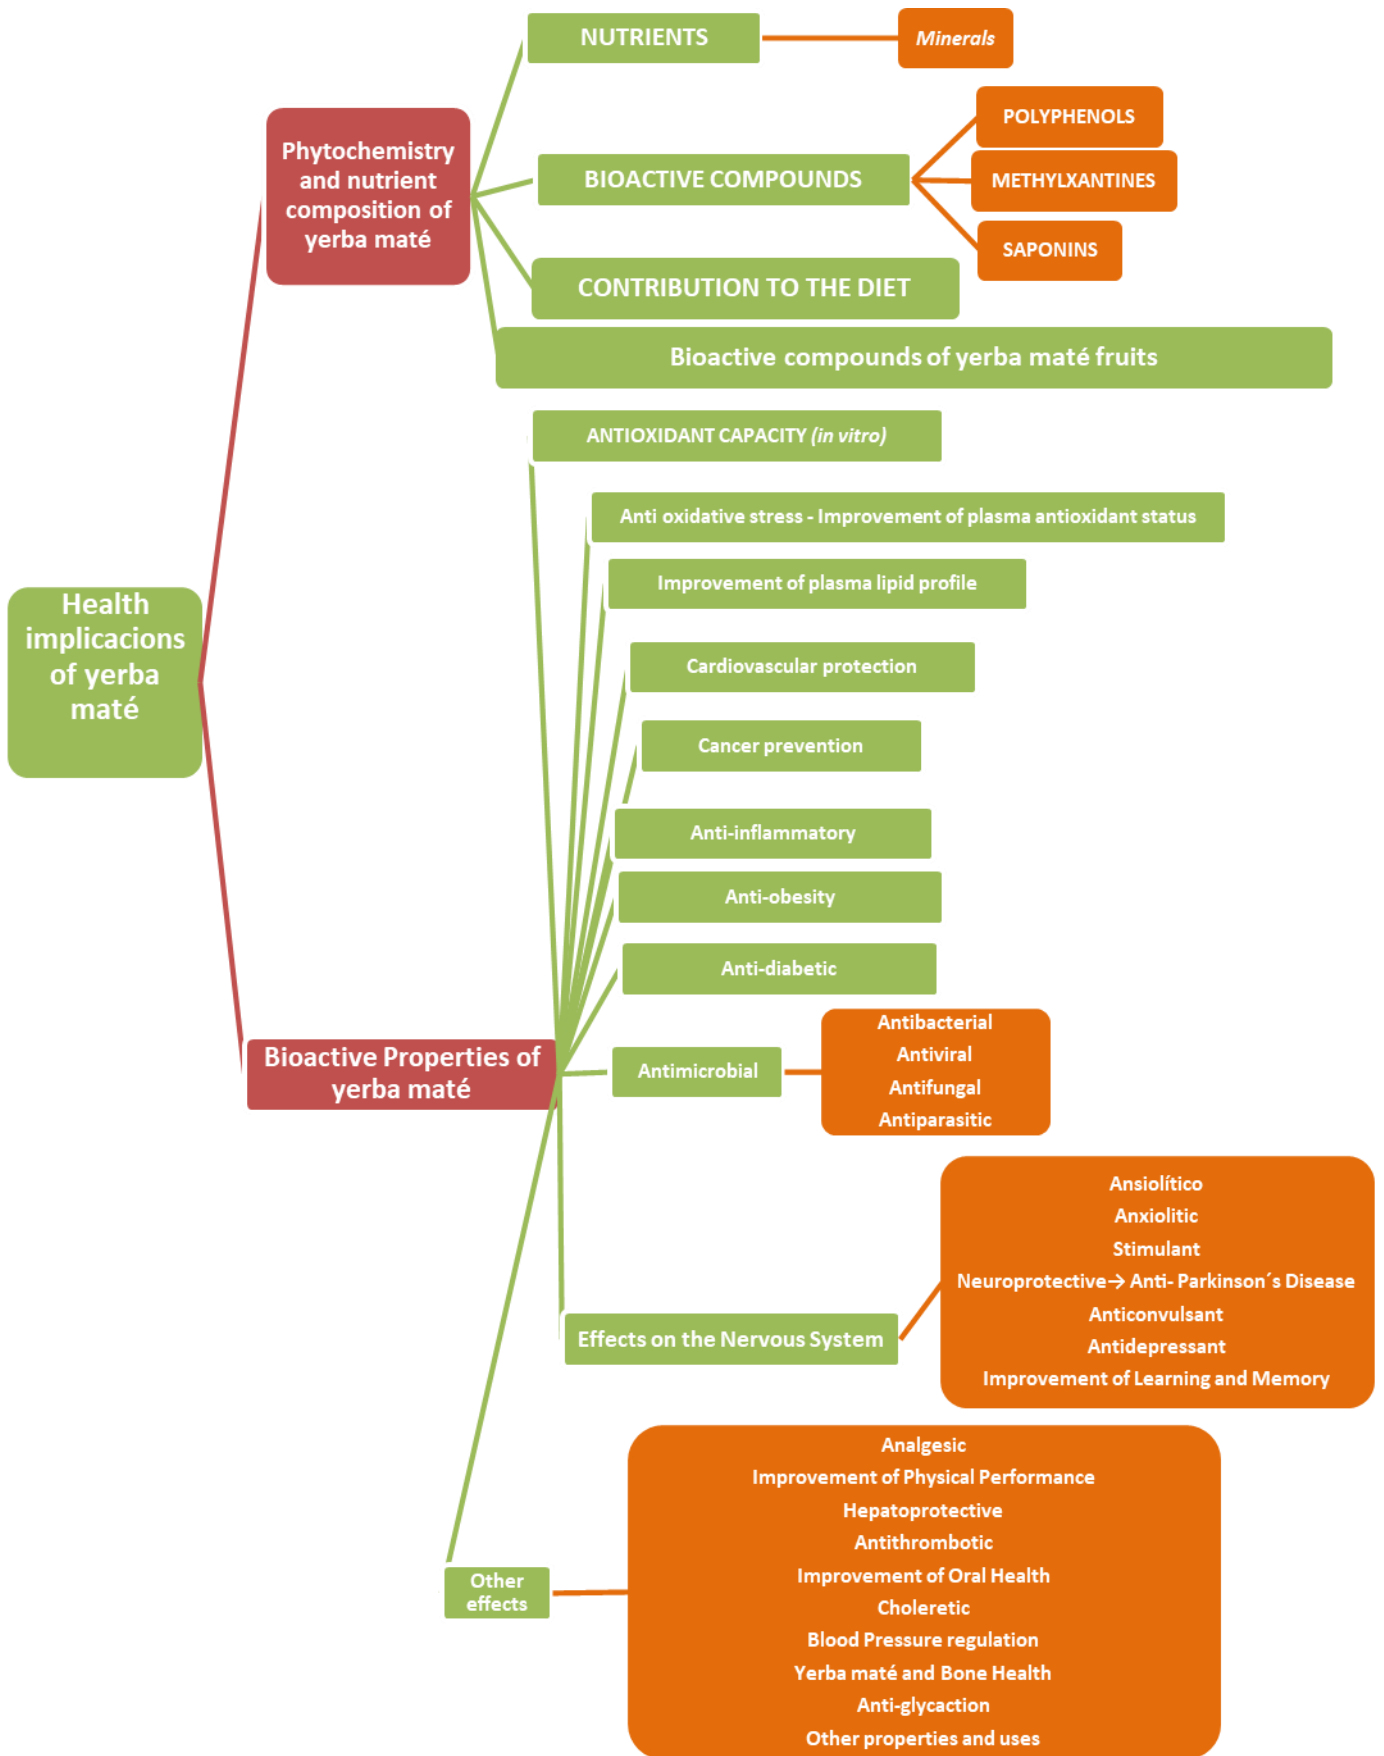 NUTRIENTS
Minerals
Phytochemistry
and nutrient
composition of
yerba maté
POLYPHENOLS
BIOACTIVE COMPOUNDS
METHYLXANTINES
SAPONINS
CONTRIBUTION TO THE DIET
Bioactive compounds of yerba maté fruits
ANTIOXIDANT CAPACITY (in vitro)
Anti oxidative stress - Improvement of plasma antioxidant status
Improvement of plasma lipid profile
Health
implicacions
of yerba
maté
Cardiovascular protection
Cancer prevention
Anti-inflammatory
Anti-obesity
Anti-diabetic
Bioactive Properties of
yerba maté
Antimicrobial
Antibacterial
Antiviral
Antifungal
Antiparasitic
Effects on the Nervous System
Ansiolítico
Anxiolitic
Stimulant
Neuroprotective→ Anti- Parkinson´s Disease
Anticonvulsant
Antidepressant
Improvement of Learning and Memory
Other
effects
Analgesic
Improvement of Physical Performance
Hepatoprotective
Antithrombotic
Improvement of Oral Health
Choleretic
Blood Pressure regulation
Yerba maté and Bone Health
Anti-glycaction
Other properties and uses